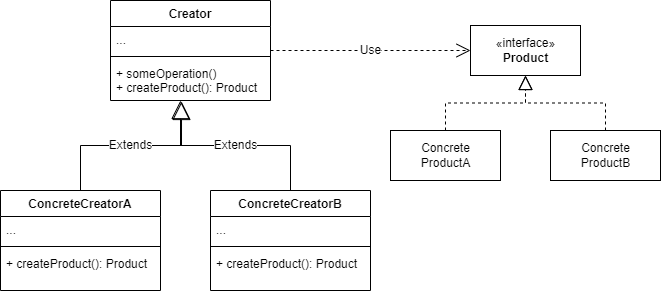 Creator
...
+ someOperation()
+ createProduct(): Product
Use
«interface»
Product
Extends
Extends
Concrete
ProductA
Concrete
ProductB
ConcreteCreatorA
...
+ createProduct(): Product
ConcreteCreatorB
...
+ createProduct(): Product